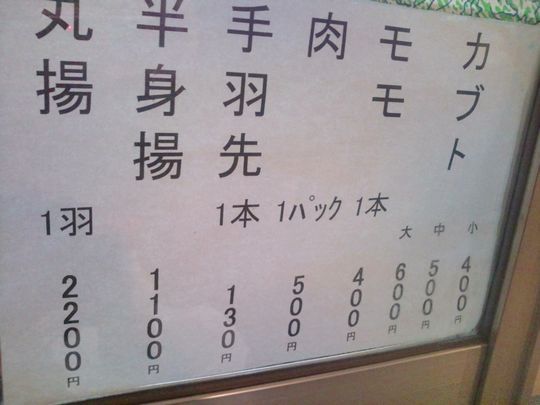 カブト 小 400円
中 500円
大 600円
モモ 1本 400円
肉 1パック 500円
手羽先 1本 130円
半身揚 1100円
丸揚 1羽 2200円